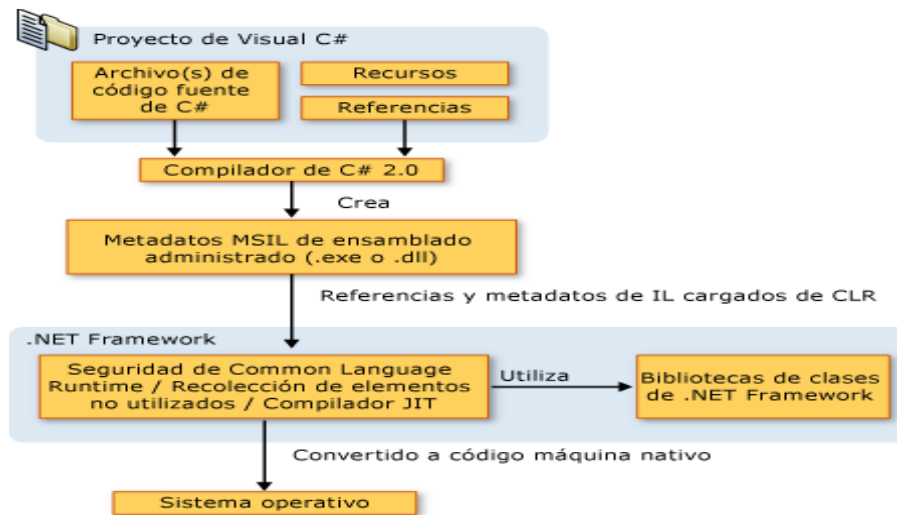 Proyecto de Visual C#
Archivo(s) de
código fuente
de C#
Recursos
Referencias
Compilador de C# 2.0
Crea
Metadatos MSIL de ensamblado
administrado (.exe o .dll)
Referencias y metadatos de IL cargados de CLR
.NET Framework
Seguridad de Common Language
Runtime / Recolección de elementos
no utilizados / Compilador JIT
Utiliza
Bibliotecas de clases
de .NET Framework
Convertido a código máquina nativo
Sistema operativo